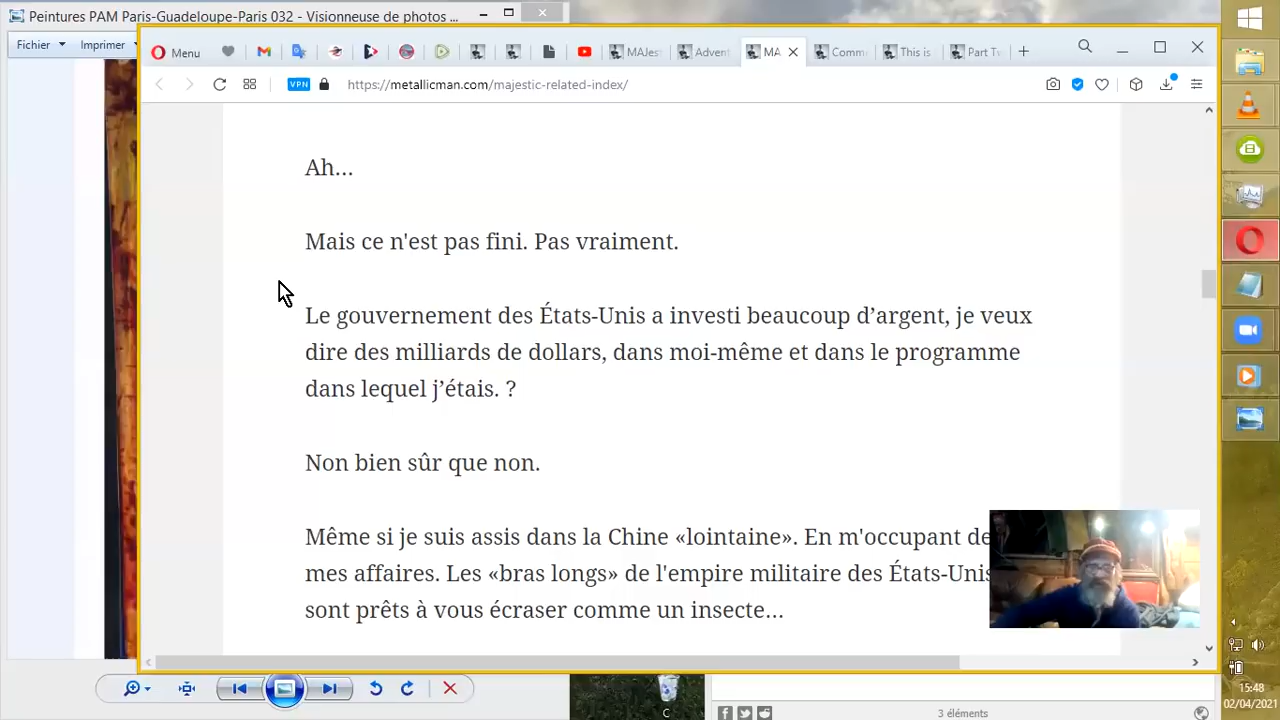 Peintures PAM Paris-Guadeloupe-Paris 032 - Visionneuse de photos ...
Fichier
Imprimer
Menu
MAJes
Advent
MA
Comm
This is
Part Tv
VPN
https://metallicman.com/majestic-related-index/
Ah...
Mais ce n'est pas fini. Pas vraiment.
Le gouvernement des États-Unis a investi beaucoup d’argent, je veux
dire des milliards de dollars, dans moi-même et dans le programme
dans lequel j’étais. ?
Non bien sûr que non.
Même si je suis assis dans la Chine «lointaine». En m'occupant de
mes affaires. Les «bras longs» de l'empire militaire des États-Unis
sont prêts à vous écraser comme un insecte...
C
3 éléments
15:48
02/04/2021